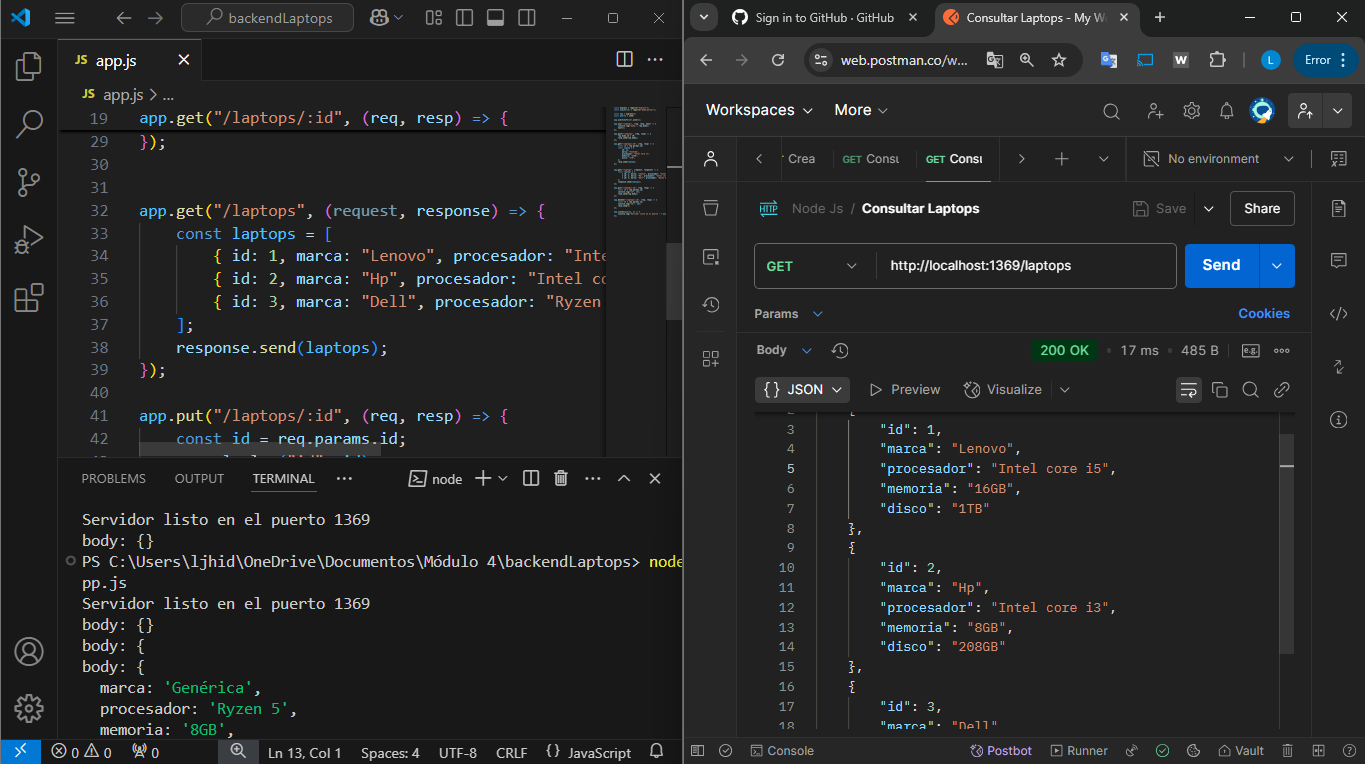 backendLaptops
JS app.js
JS app.js > ...
19 app.get("/laptops/:id", (req, resp) => {
29 });
30
31
32 app.get("/laptops", (request, response) => {
33 const laptops = [
34 { id: 1, marca: "Lenovo", procesador: "Inte
35 { id: 2, marca: "Hp", procesador: "Intel co
36 { id: 3, marca: "Dell", procesador: "Ryzen
37 ];
38 response.send(laptops);
39 });
40
41 app.put("/laptops/:id", (req, resp) => {
42 const id = req.params.id;
PROBLEMS OUTPUT TERMINAL ... node
Servidor listo en el puerto 1369
body: {}
PS C:\Users\ljhid\OneDrive\Documentos\Módulo 4\backendLaptops> node
pp.js
Servidor listo en el puerto 1369
body: {}
body: {
body: {
marca: 'Genérica',
procesador: 'Ryzen 5',
memoria: '8GB',
0 0 0 Ln 13, Col 1 Spaces: 4 UTF-8 CRLF {} JavaScript
Sign in to GitHub · GitHub
Consultar Laptops - My W
web.postman.co/w...
W
L
Error
Workspaces
More
Crea
GET Consu
GET Consu
No environment
HTTP Node Js / Consultar Laptops
Save
Share
GET http://localhost:1369/laptops
Send
Params
Cookies
Body
200 OK • 17 ms • 485 B
e.g.
{} JSON
Preview
Visualize
2 {
3 "id": 1,
4 "marca": "Lenovo",
5 "procesador": "Intel core i5",
6 "memoria": "16GB",
7 "disco": "1TB"
8 },
9 {
10 "id": 2,
11 "marca": "Hp",
12 "procesador": "Intel core i3",
13 "memoria": "8GB",
14 "disco": "208GB"
15 },
16 {
17 "id": 3,
18 "marca": "Dell"
Console
Postbot
Runner
Vault